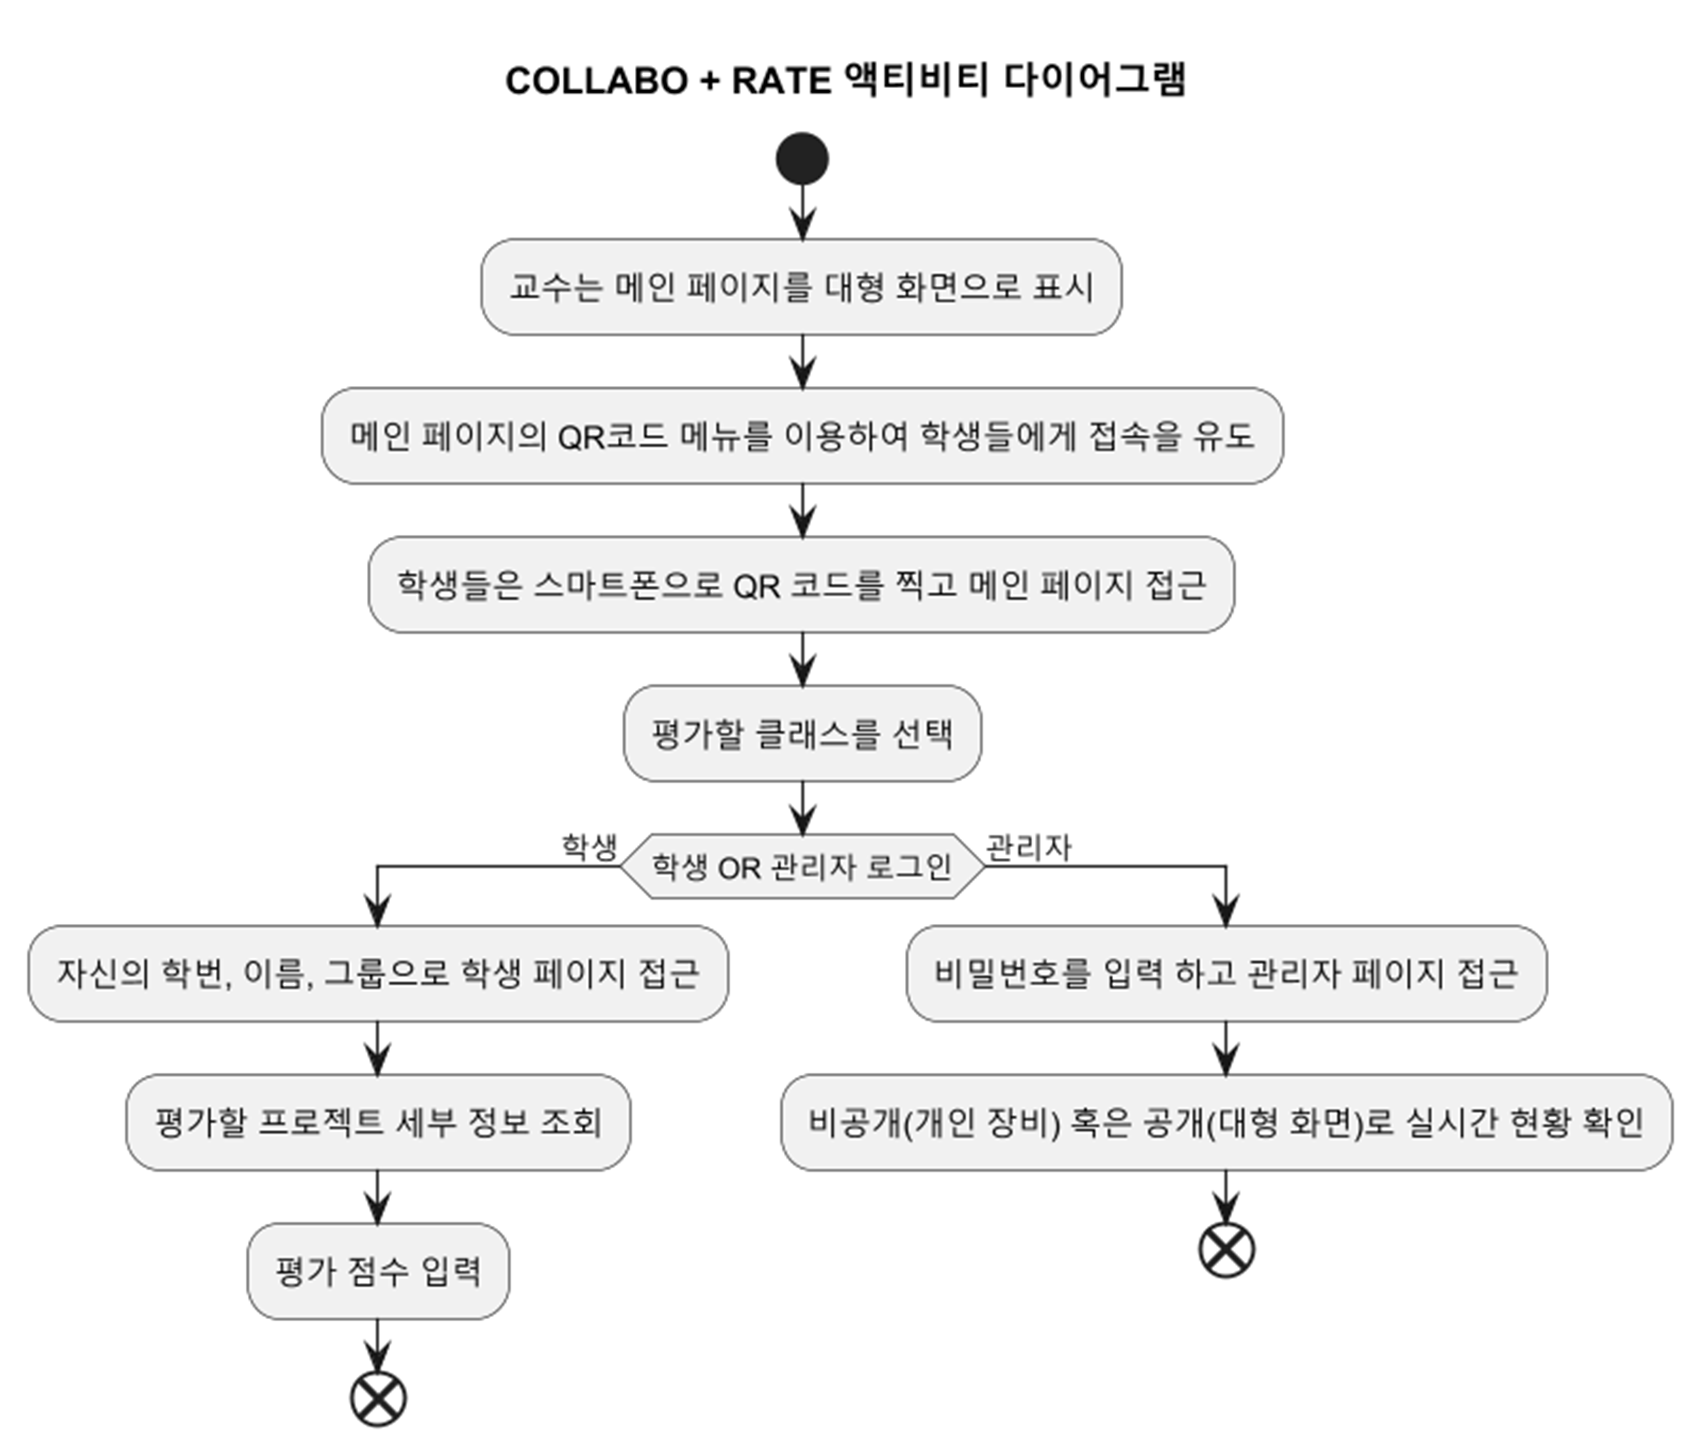 COLLABO + RATE 액티비티 다이어그램
교수는 메인 페이지를 대형 화면으로 표시
메인 페이지의 QR코드 메뉴를 이용하여 학생들에게 접속을 유도
학생들은 스마트폰으로 QR 코드를 찍고 메인 페이지 접근
평가할 클래스를 선택
학생
학생 OR 관리자 로그인
관리자
자신의 학번, 이름, 그룹으로 학생 페이지 접근
비밀번호를 입력 하고 관리자 페이지 접근
평가할 프로젝트 세부 정보 조회
비공개(개인 장비) 혹은 공개(대형 화면)로 실시간 현황 확인
평가 점수 입력